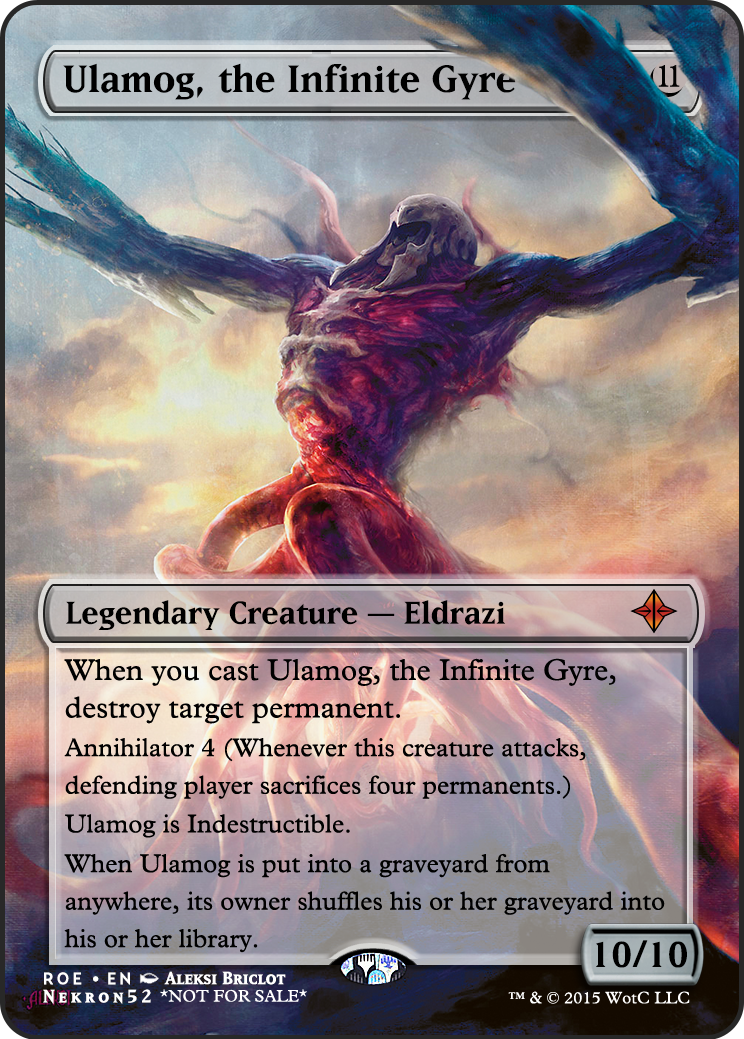 Ulamog, the Infinite Gyre 11
Legendary Creature — Eldrazi
When you cast Ulamog, the Infinite Gyre,
destroy target permanent.
Annihilator 4 (Whenever this creature attacks,
defending player sacrifices four permanents.)
Ulamog is Indestructible.
When Ulamog is put into a graveyard from
anywhere, its owner shuffles his or her graveyard into
his or her library.
10/10
ROE • EN Aleksi Briclot
Nekron52 *NOT FOR SALE*
™ & © 2015 WotC LLC